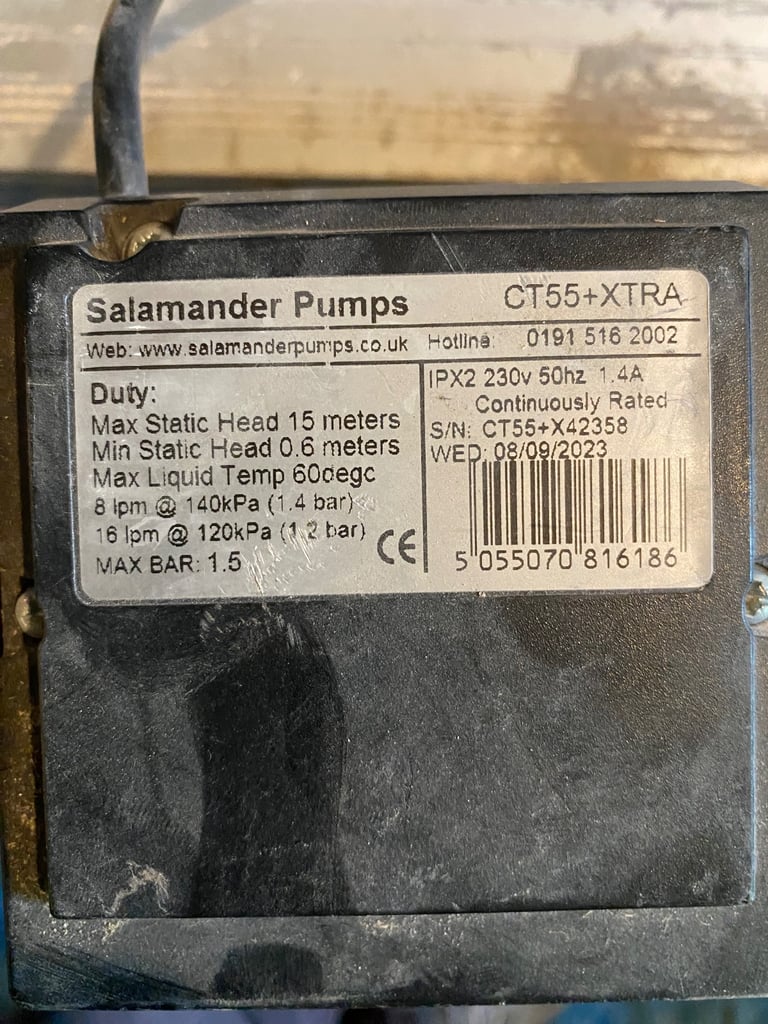 Salamander Pumps CT55+XTRA
Web: www.salamanderpumps.co.uk Hotline: 0191 516 2002
Duty:
Max Static Head 15 meters
Min Static Head 0.6 meters
Max Liquid Temp 60degc
8 lpm @ 140kPa (1.4 bar)
16 lpm @ 120kPa (1.2 bar)
MAX BAR: 1.5
CE
IPX2 230v 50hz 1.4A
Continuously Rated
S/N: CT55+X42358
WED: 08/09/2023
5 055070 816186